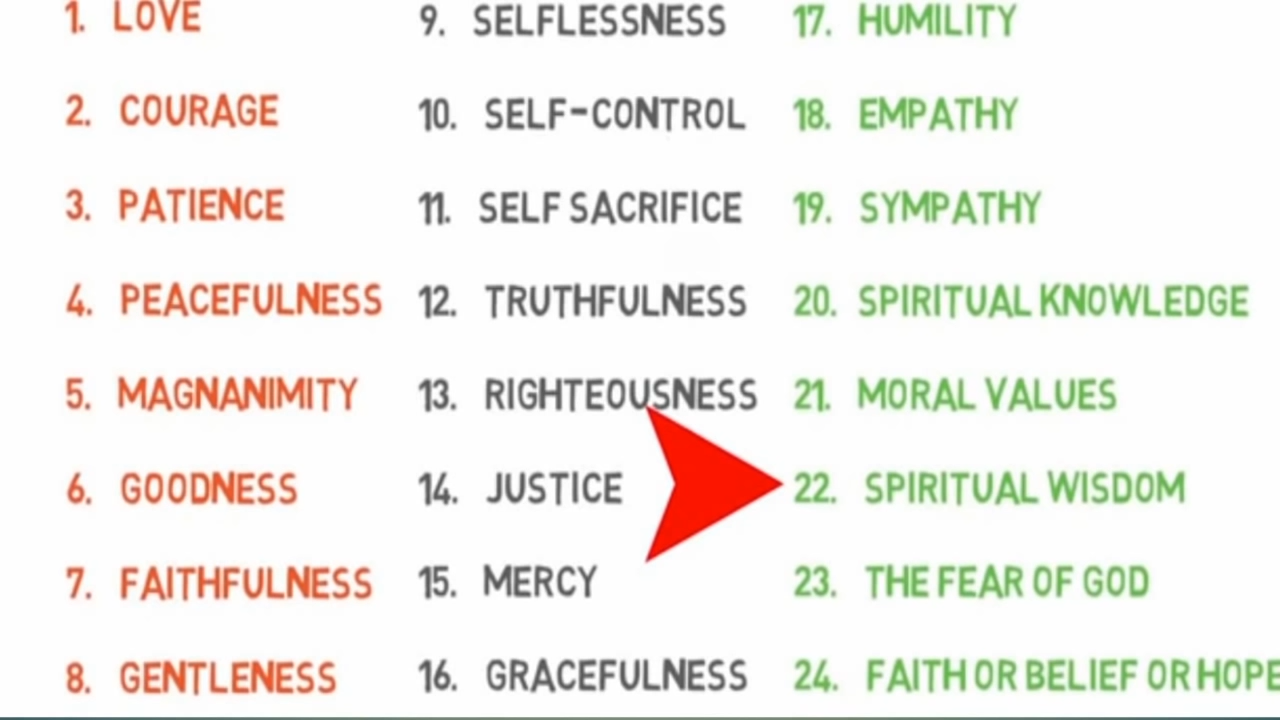 1. LOVE
2. COURAGE
3. PATIENCE
4. PEACEFULNESS
5. MAGNANIMITY
6. GOODNESS
7. FAITHFULNESS
8. GENTLENESS
9. SELFLESSNESS
10. SELF-CONTROL
11. SELF SACRIFICE
12. TRUTHFULNESS
13. RIGHTEOUSNESS
14. JUSTICE
15. MERCY
16. GRACEFULNESS
17. HUMILITY
18. EMPATHY
19. SYMPATHY
20. SPIRITUAL KNOWLEDGE
21. MORAL VALUES
22. SPIRITUAL WISDOM
23. THE FEAR OF GOD
24. FAITH OR BELIEF OR HOPE